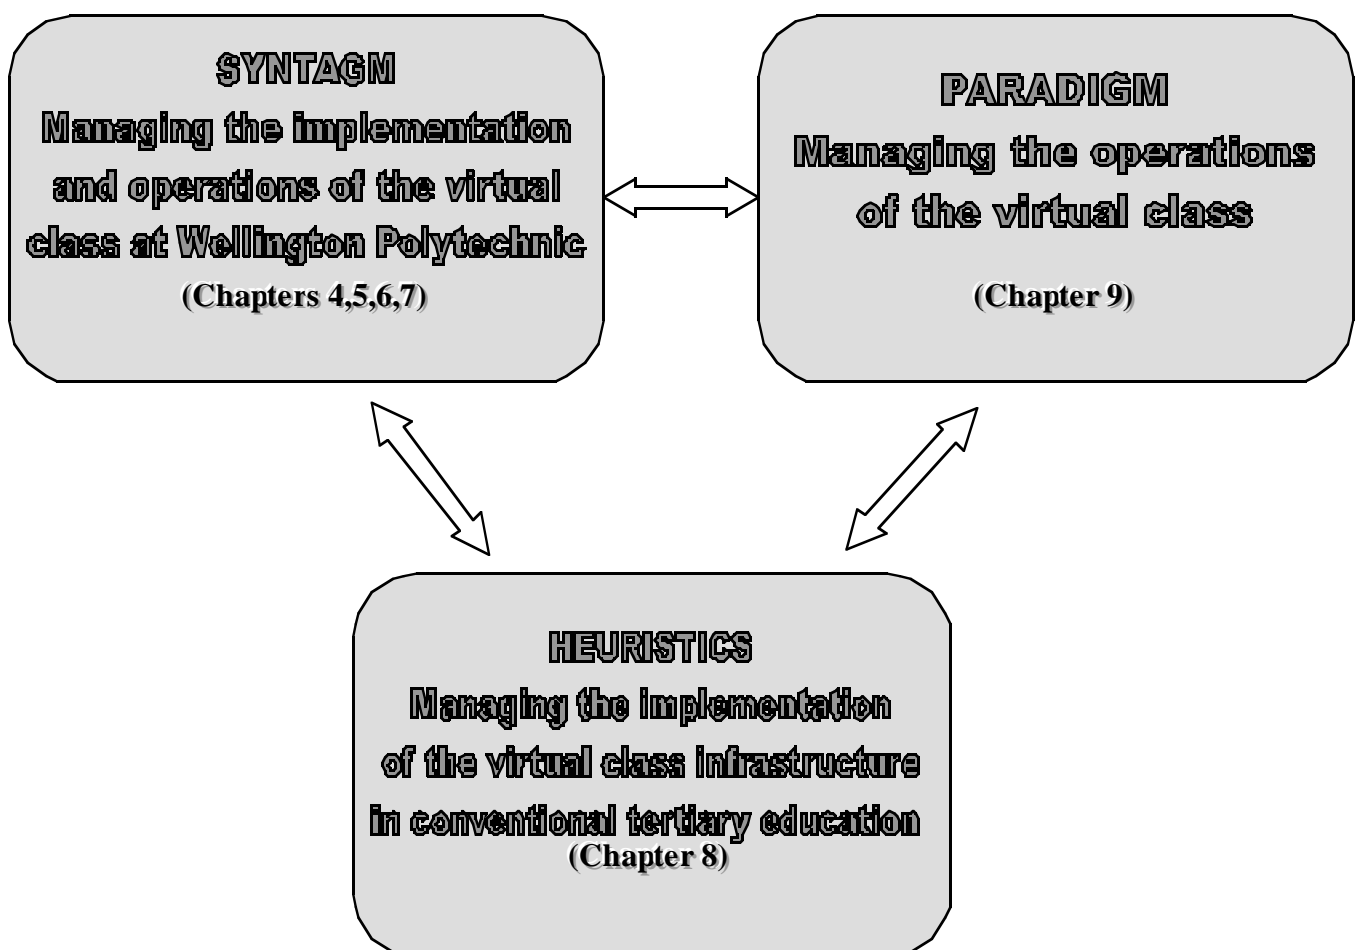 SYNTAGM
Managing the implementation
and operations of the virtual
class at Wellington Polytechnic
(Chapters 4,5,6,7)
PARADIGM
Managing the operations
of the virtual class
(Chapter 9)
HEURISTICS
Managing the implementation
of the virtual class infrastructure
in conventional tertiary education
(Chapter 8)